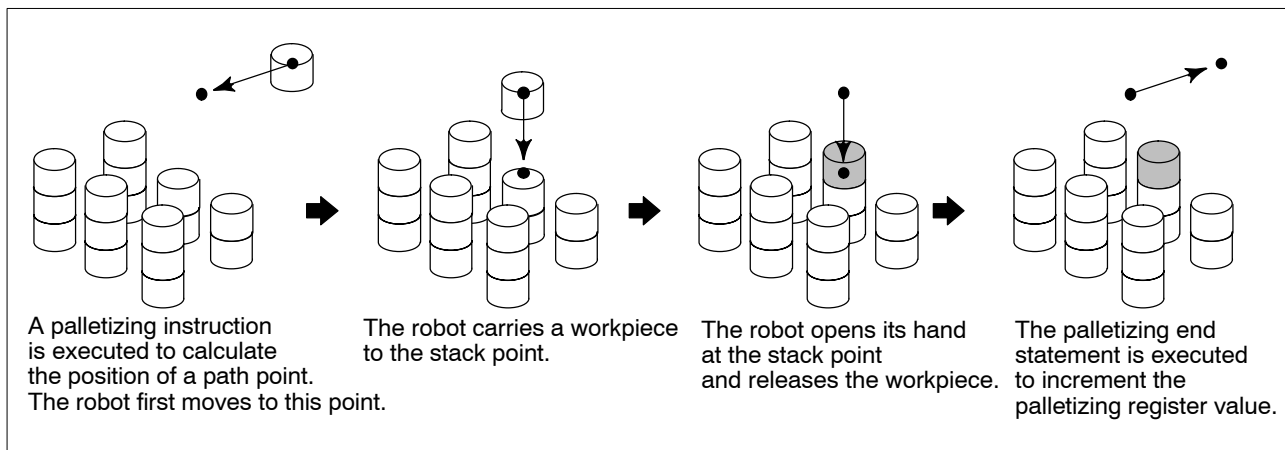 A palletizing instruction
is executed to calculate
the position of a path point.
The robot first moves to this point.
The robot carries a workpiece
to the stack point.
The robot opens its hand
at the stack point
and releases the workpiece.
The palletizing end
statement is executed
to increment the
palletizing register value.